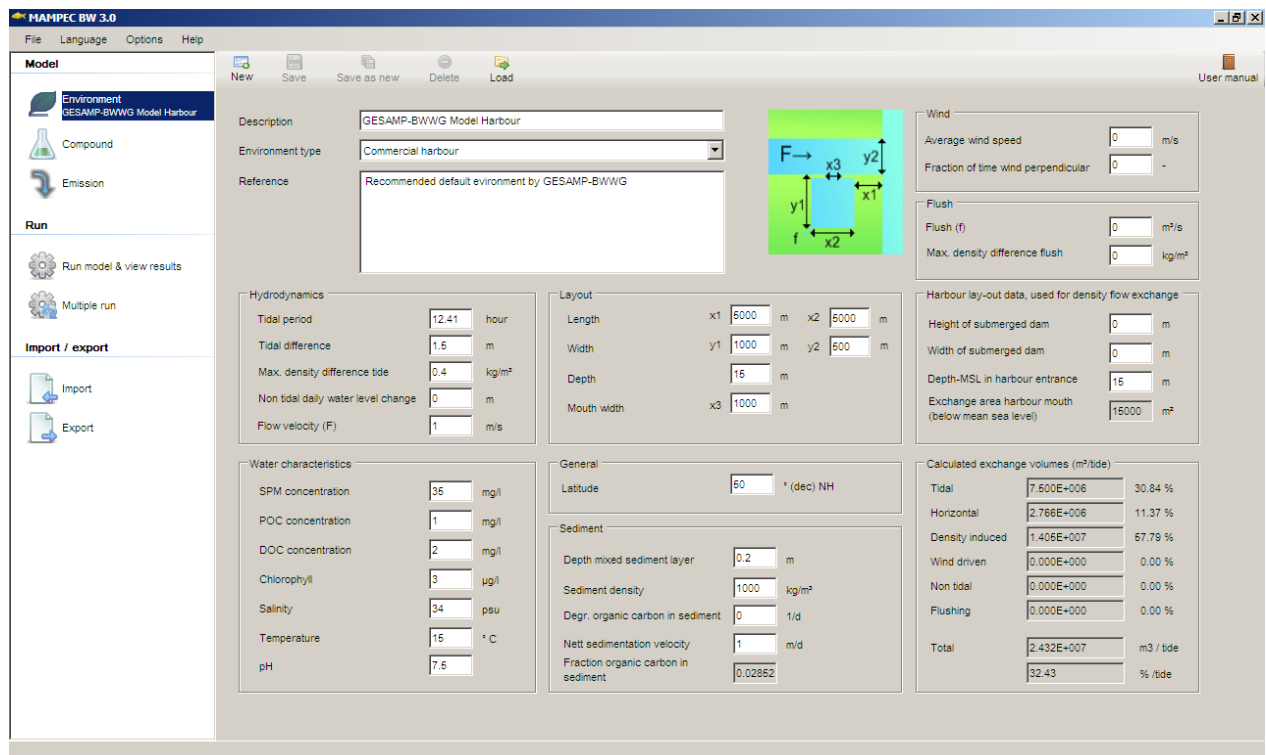 MAMPEC BW 3.0
File Language Options Help
Model
Environment
GESAMP-BWWG Model Harbour
Compound
Emission
Run
Run model & view results
Multiple run
Import / export
Import
Export
New Save Save as new Delete Load User manual
Description GESAMP-BWWG Model Harbour
Environment type Commercial harbour
Reference Recommended default evironment by GESAMP-BWWG
F→ x3 y2
y1 x1
f x2
Wind
Average wind speed 0 m/s
Fraction of time wind perpendicular 0 -
Flush
Flush (f) 0 m³/s
Max. density difference flush 0 kg/m³
Hydrodynamics
Tidal period 12.41 hour
Tidal difference 1.5 m
Max. density difference tide 0.4 kg/m³
Non tidal daily water level change 0 m
Flow velocity (F) 1 m/s
Layout
Length x1 5000 m x2 5000 m
Width y1 1000 m y2 500 m
Depth 15 m
Mouth width x3 1000 m
Harbour lay-out data, used for density flow exchange
Height of submerged dam 0 m
Width of submerged dam 0 m
Depth-MSL in harbour entrance 15 m
Exchange area harbour mouth
(below mean sea level) 15000 m²
Water characteristics
SPM concentration 35 mg/l
POC concentration 1 mg/l
DOC concentration 2 mg/l
Chlorophyll 3 µg/l
Salinity 34 psu
Temperature 15 ° C
pH 7.5
General
Latitude 50 ° (dec) NH
Sediment
Depth mixed sediment layer 0.2 m
Sediment density 1000 kg/m³
Degr. organic carbon in sediment 0 1/d
Nett sedimentation velocity 1 m/d
Fraction organic carbon in
sediment 0.02852
Calculated exchange volumes (m³/tide)
Tidal 7.500E+006 30.84 %
Horizontal 2.766E+006 11.37 %
Density induced 1.405E+007 57.79 %
Wind driven 0.000E+000 0.00 %
Non tidal 0.000E+000 0.00 %
Flushing 0.000E+000 0.00 %
Total 2.432E+007 m3 / tide
32.43 % /tide